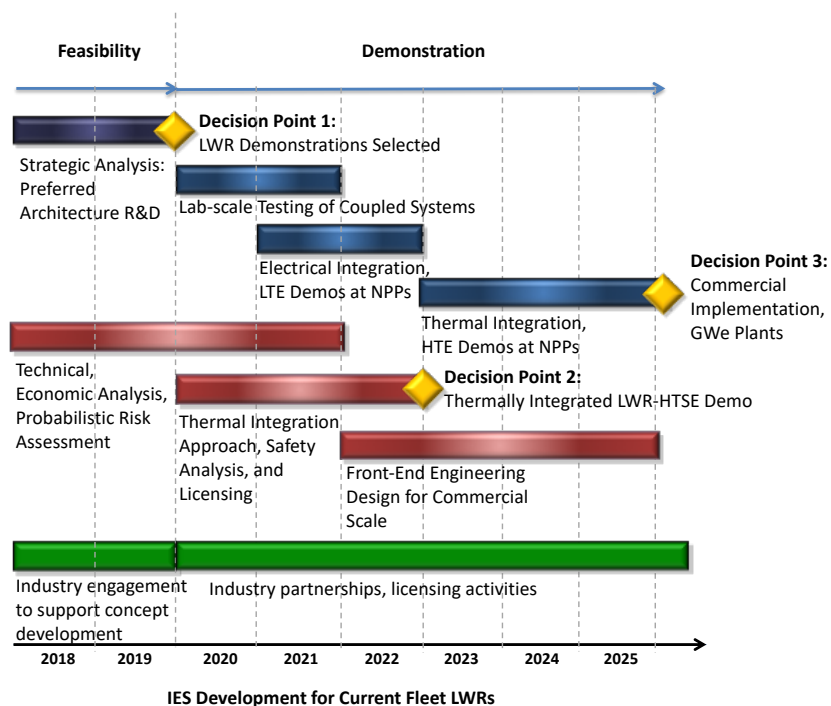 Feasibility
Demonstration
Decision Point 1:
LWR Demonstrations Selected
Strategic Analysis:
Preferred
Architecture R&D
Lab-scale Testing of Coupled Systems
Electrical Integration,
LTE Demos at NPPs
Decision Point 3:
Commercial
Implementation,
GWe Plants
Thermal Integration,
HTE Demos at NPPs
Technical,
Economic Analysis,
Probabilistic Risk
Assessment
Decision Point 2:
Thermally Integrated LWR-HTSE Demo
Thermal Integration
Approach, Safety
Analysis, and
Licensing
Front-End Engineering
Design for Commercial
Scale
Industry engagement
to support concept
development
Industry partnerships, licensing activities
2018 2019 2020 2021 2022 2023 2024 2025
IES Development for Current Fleet LWRs